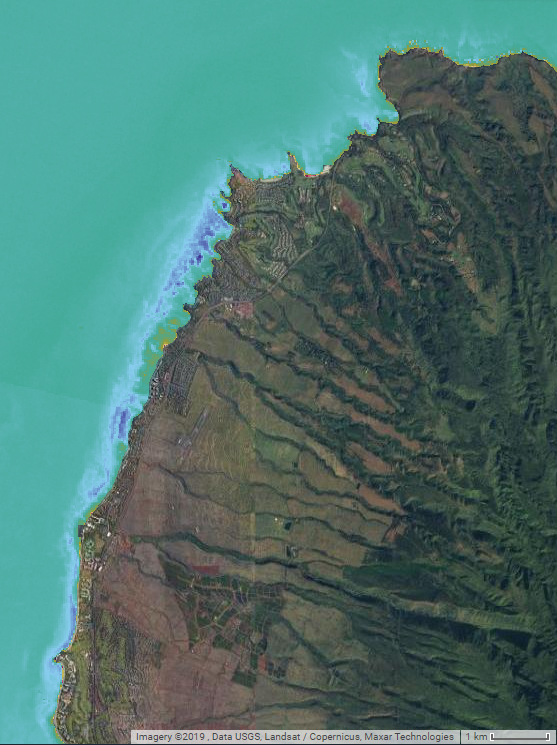 Imagery ©2019 , Data USGS, Landsat / Copernicus, Maxar Technologies
1 km